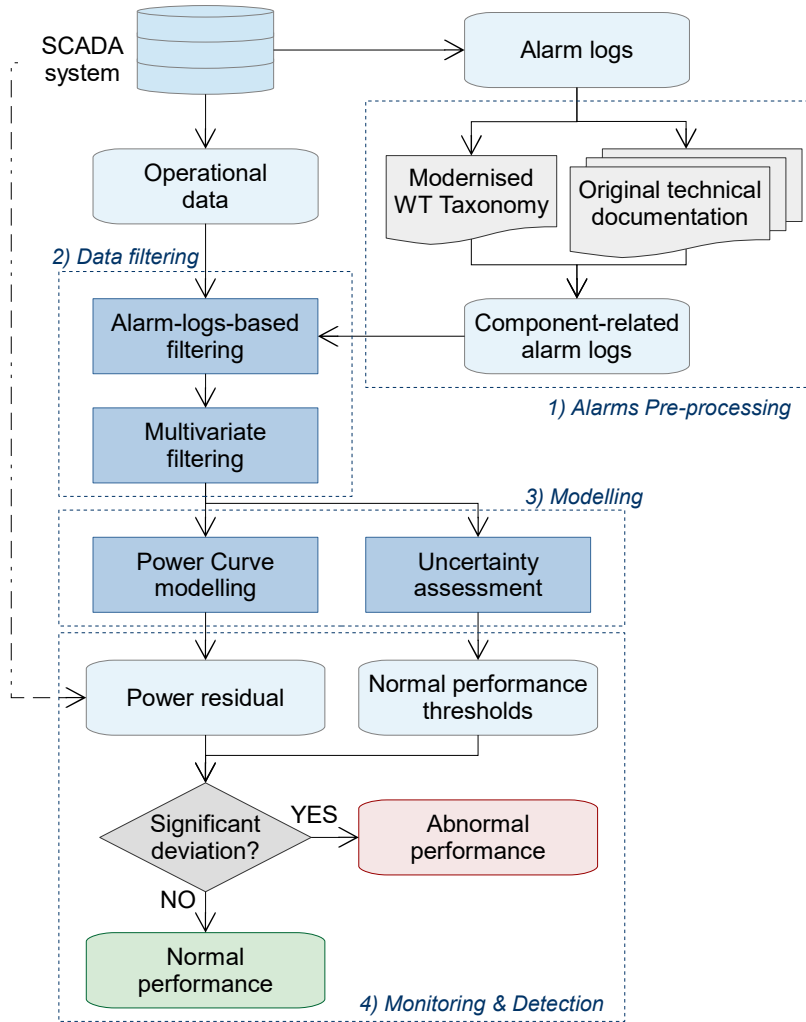 SCADA
system
Alarm logs
Operational
data
Modernised
WT Taxonomy
Original technical
documentation
2) Data filtering
Alarm-logs-based
filtering
Component-related
alarm logs
1) Alarms Pre-processing
Multivariate
filtering
3) Modelling
Power Curve
modelling
Uncertainty
assessment
Power residual
Normal performance
thresholds
Significant
deviation?
YES
Abnormal
performance
NO
Normal
performance
4) Monitoring & Detection